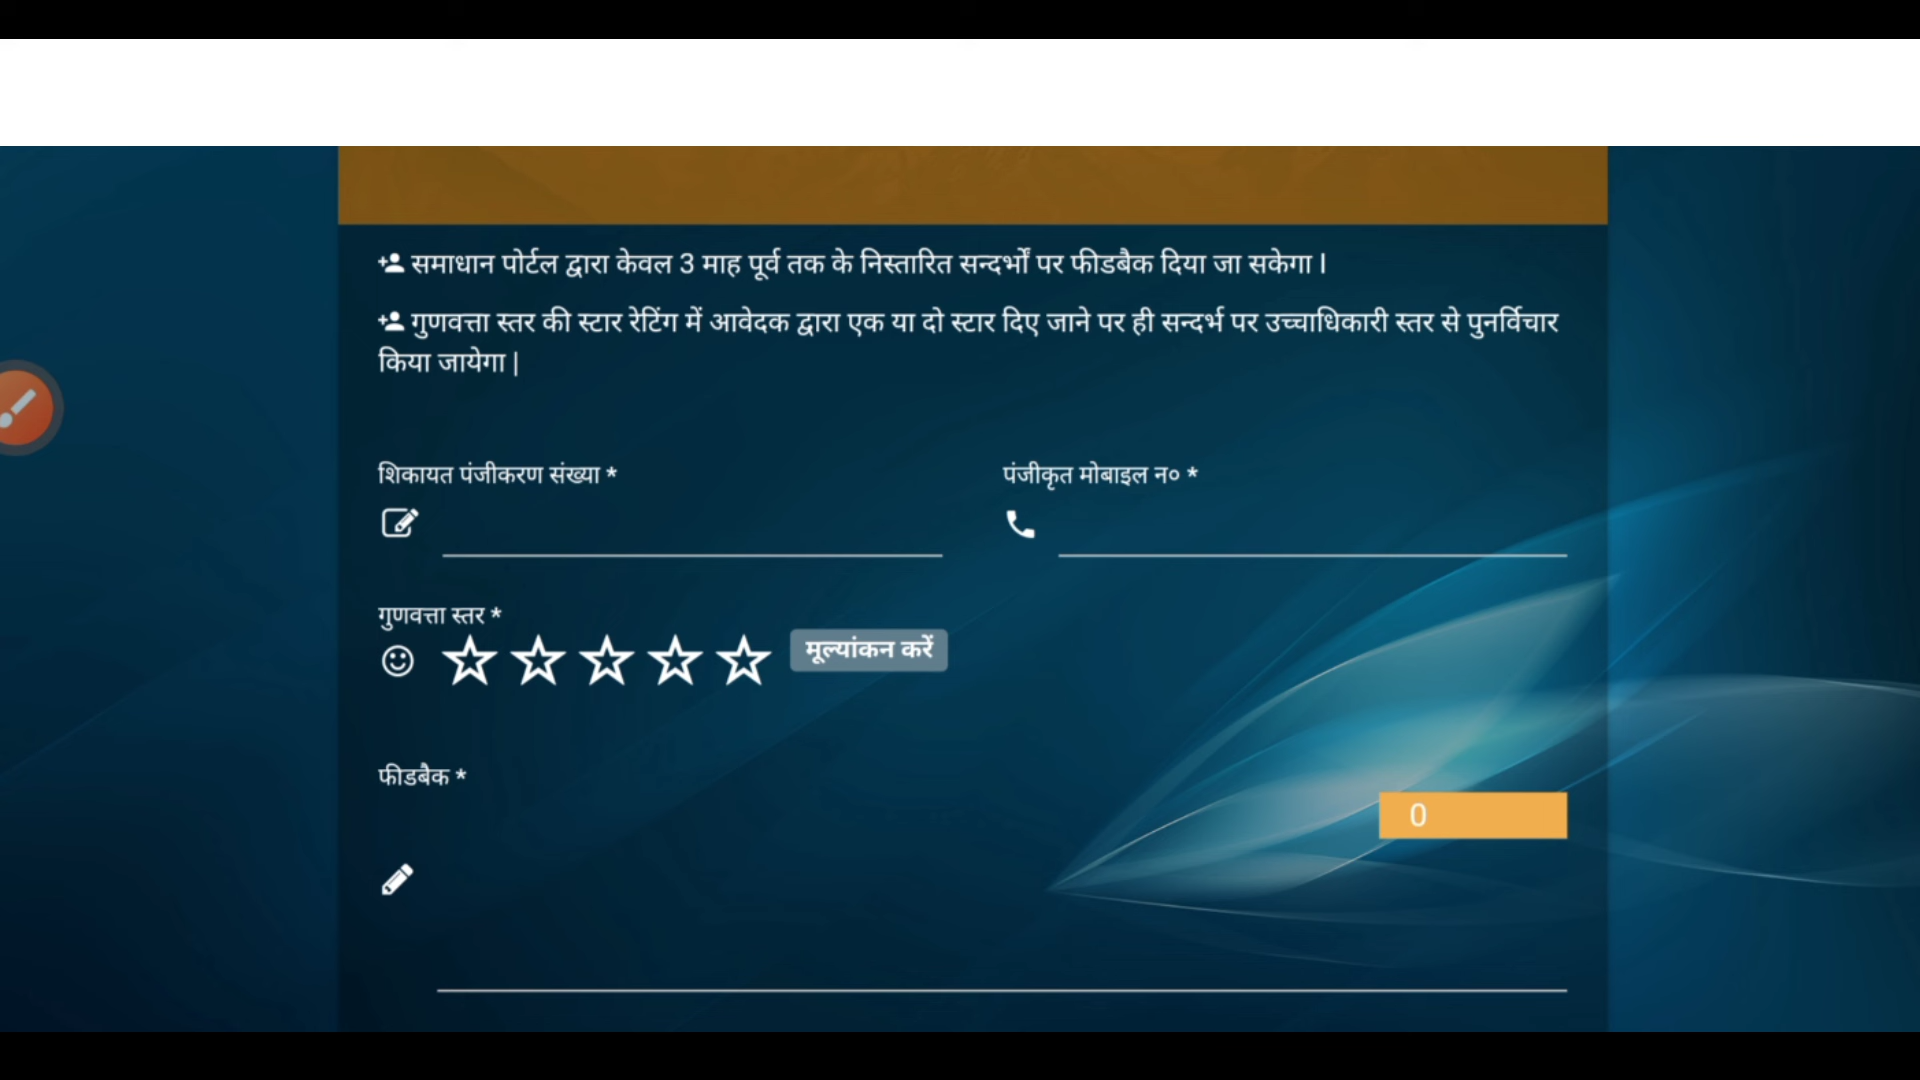 समाधान पोर्टल द्वारा केवल 3 माह पूर्व तक के निस्तारित सन्दर्भों पर फीडबैक दिया जा सकेगा ।
गुणवत्ता स्तर की स्टार रेटिंग में आवेदक द्वारा एक या दो स्टार दिए जाने पर ही सन्दर्भ पर उच्चाधिकारी स्तर से पुनर्विचार
किया जायेगा |
शिकायत पंजीकरण संख्या *
पंजीकृत मोबाइल न० *
गुणवत्ता स्तर *
मूल्यांकन करें
फीडबैक *
0